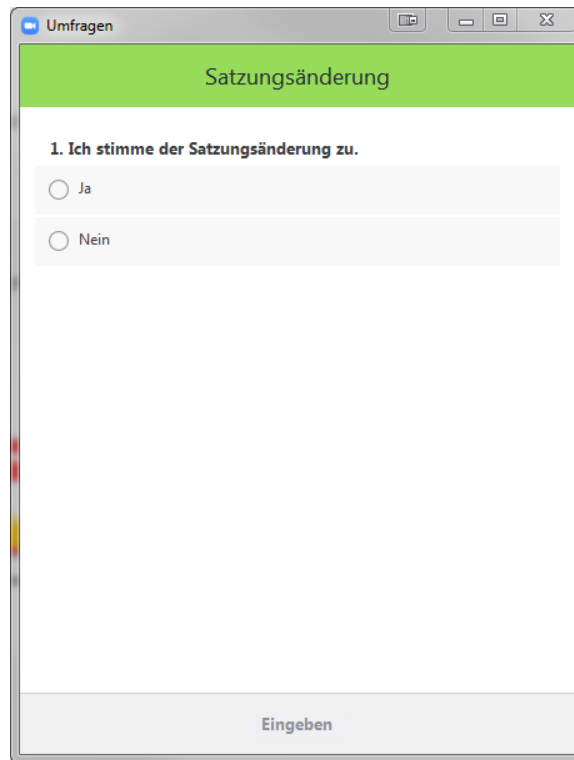 Umfragen
Satzungsänderung
1. Ich stimme der Satzungsänderung zu.
Ja
Nein
Eingeben